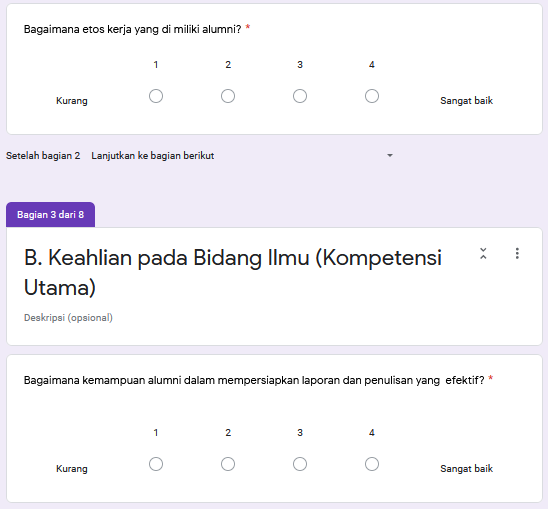 Bagaimana etos kerja yang di miliki alumni? *
1 2 3 4
Kurang Sangat baik
Setelah bagian 2 Lanjutkan ke bagian berikut
Bagian 3 dari 8
B. Keahlian pada Bidang Ilmu (Kompetensi
Utama)
Deskripsi (opsional)
Bagaimana kemampuan alumni dalam mempersiapkan laporan dan penulisan yang efektif? *
1 2 3 4
Kurang Sangat baik